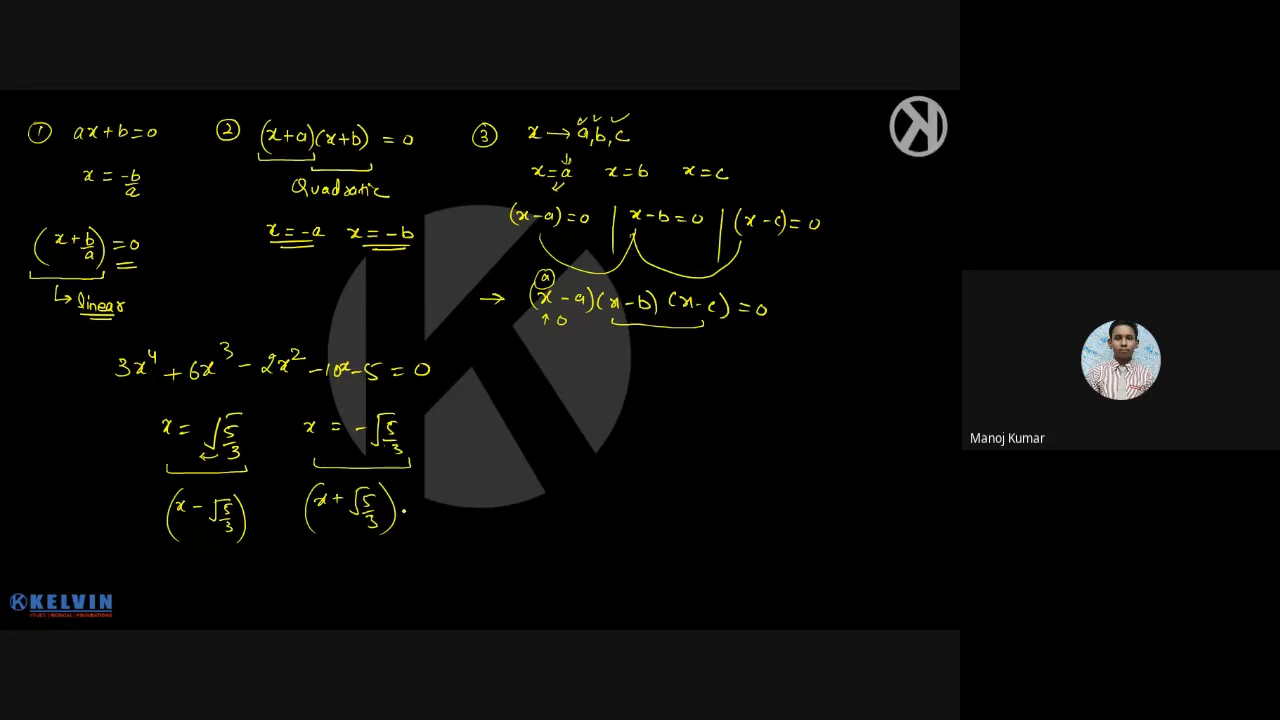 ① ax+b=0
x = -b/a
(x + b/a) = 0
↳ linear
② (x+a)(x+b) = 0
Quadratic
x = -a x = -b
③ x → a, b, c
x = a x = b x = c
(x-a) = 0 | x-b = 0 | (x-c) = 0
a
→ (x-a)(x-b)(x-c) = 0
↑ 0
3x⁴ + 6x³ - 2x² - 10x - 5 = 0
x = √5/3 x = -√5/3
(x - √5/3) (x + √5/3) .
KELVIN
Manoj Kumar